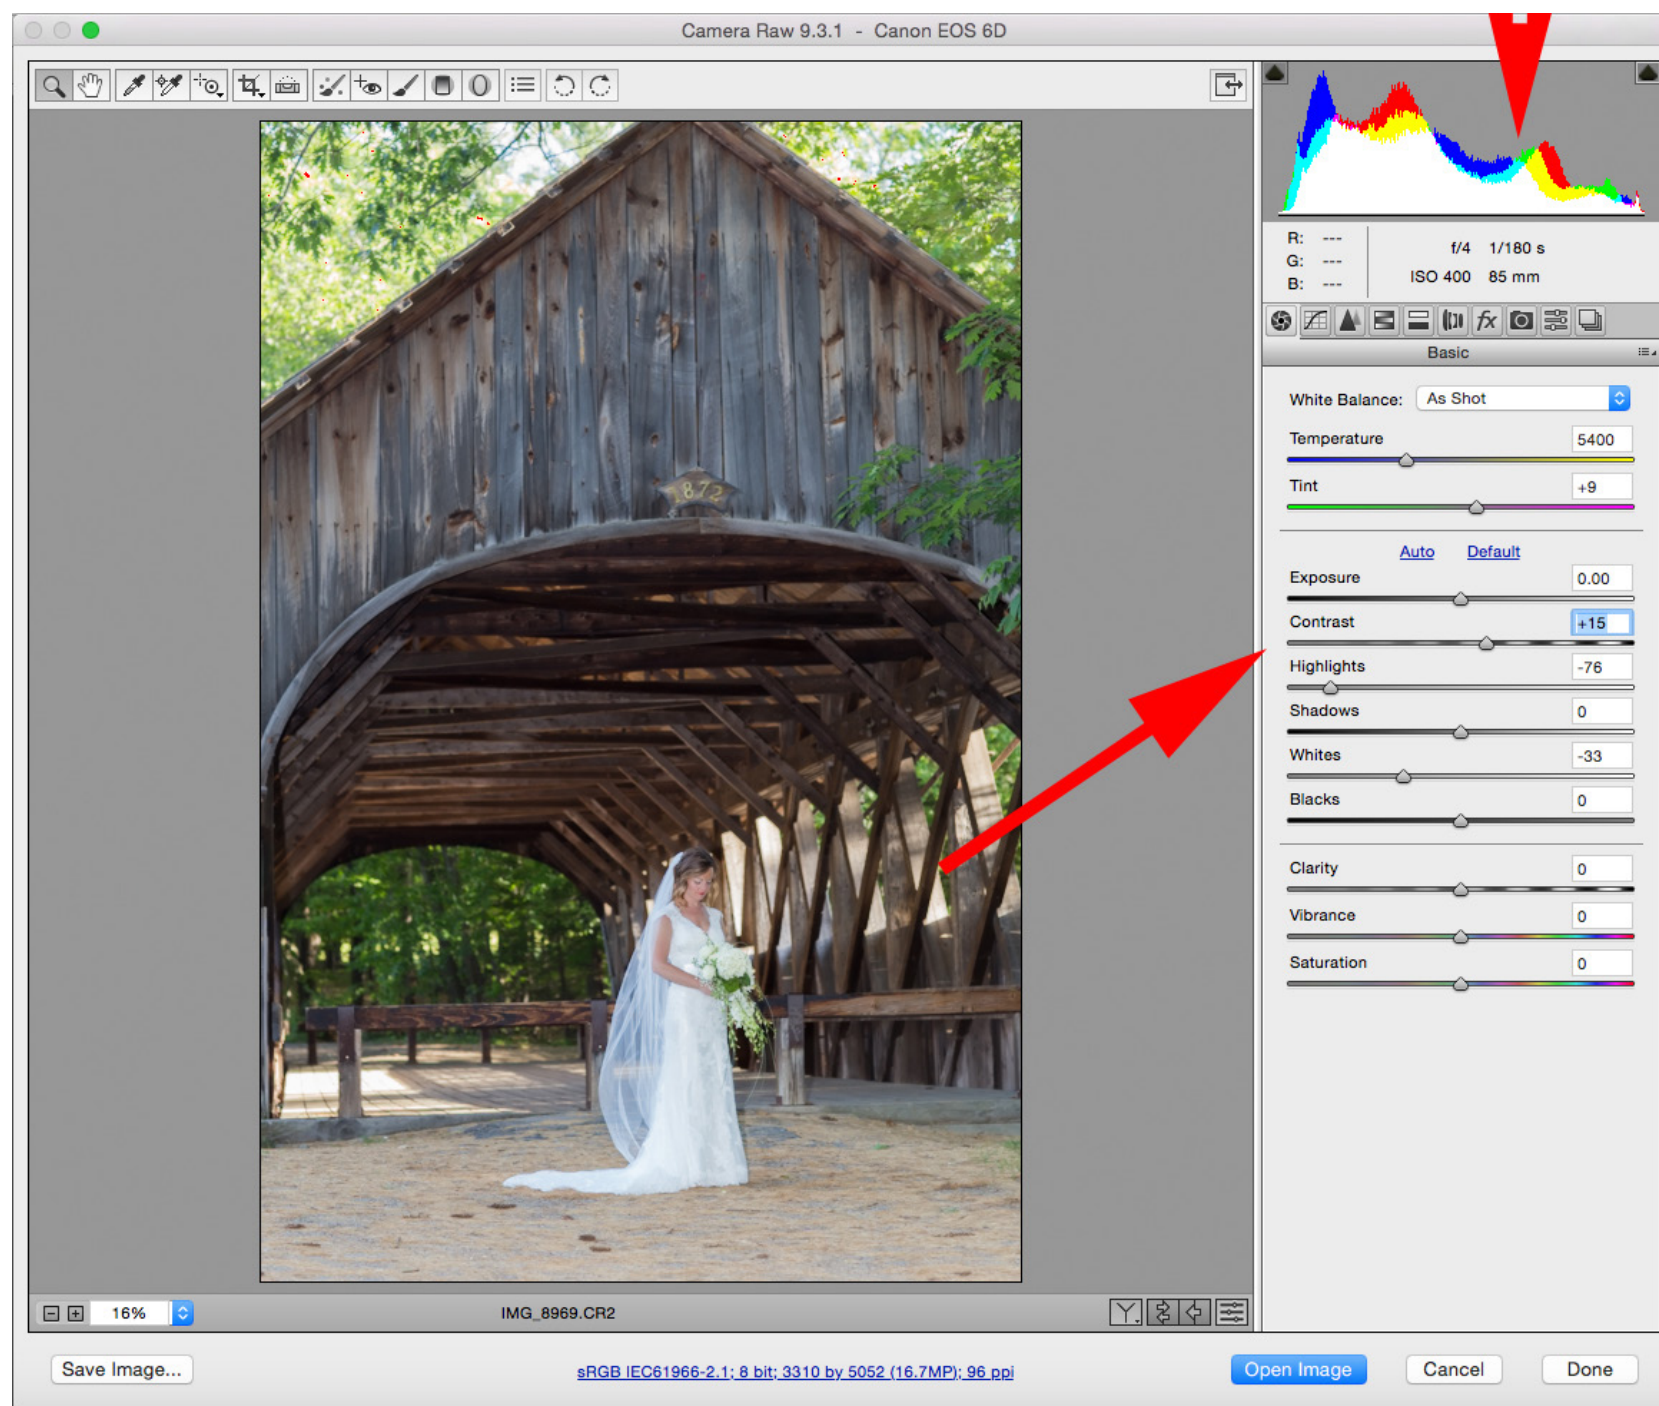 Camera Raw 9.3.1 - Canon EOS 6D
R: ---
G: ---
B: ---
f/4 1/180 s
ISO 400 85 mm
fx
Basic
White Balance: As Shot
Temperature 5400
Tint +9
Auto Default
Exposure 0.00
Contrast +15
Highlights -76
Shadows 0
Whites -33
Blacks 0
Clarity 0
Vibrance 0
Saturation 0
1872
16%
IMG_8969.CR2
Y
Save Image...
sRGB IEC61966-2.1; 8 bit; 3310 by 5052 (16.7MP); 96 ppi
Open Image
Cancel
Done